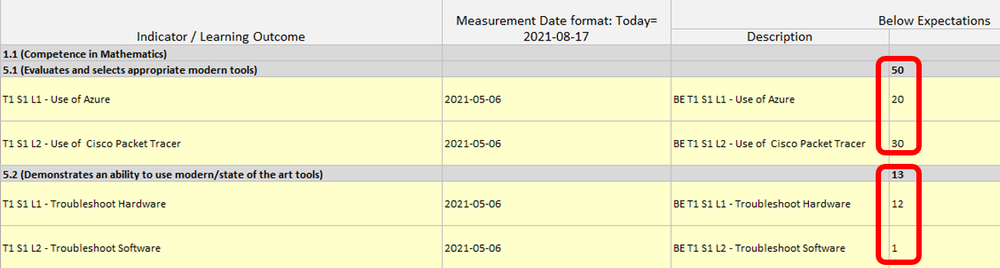 Indicator / Learning Outcome
Measurement Date format: Today=
2021-08-17
Below Expectations
Description
1.1 (Competence in Mathematics)
5.1 (Evaluates and selects appropriate modern tools) 50
T1 S1 L1 - Use of Azure 2021-05-06 BE T1 S1 L1 - Use of Azure 20
T1 S1 L2 - Use of  Cisco Packet Tracer 2021-05-06 BE T1 S1 L2 - Use of  Cisco Packet Tracer 30
5.2 (Demonstrates an ability to use modern/state of the art tools) 13
T1 S1 L1 - Troubleshoot Hardware 2021-05-06 BE T1 S1 L1 - Troubleshoot Hardware 12
T1 S1 L2 - Troubleshoot Software 2021-05-06 BE T1 S1 L2 - Troubleshoot Software 1